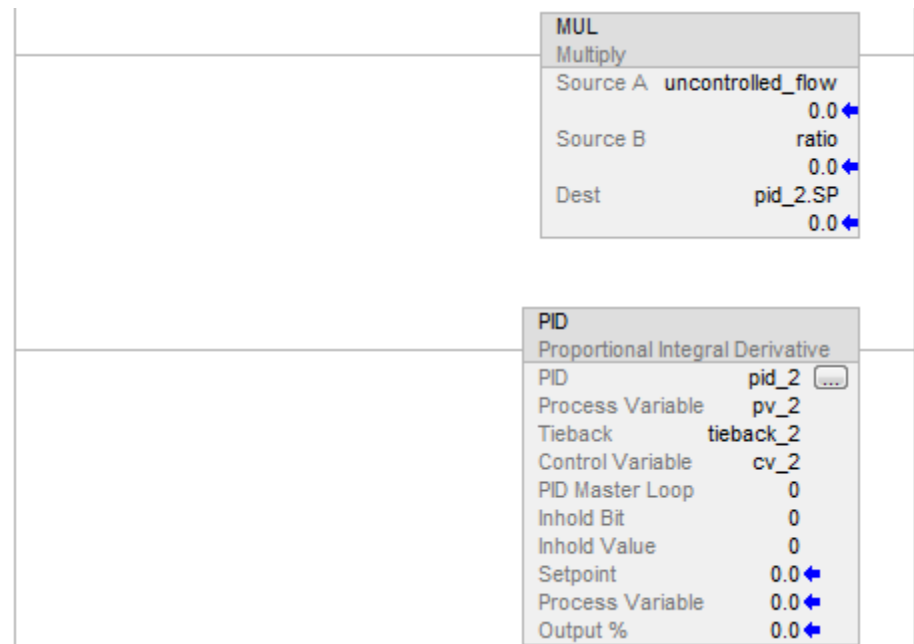 MUL
Multiply
Source A uncontrolled_flow
0.0
Source B ratio
0.0
Dest pid_2.SP
0.0
PID
Proportional Integral Derivative
PID pid_2 ...
Process Variable pv_2
Tieback tieback_2
Control Variable cv_2
PID Master Loop 0
Inhold Bit 0
Inhold Value 0
Setpoint 0.0
Process Variable 0.0
Output % 0.0